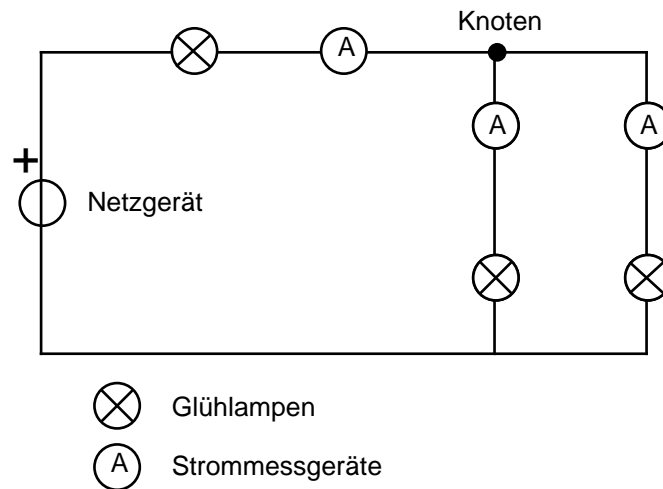 Knoten
A
A
A
+
Netzgerät
Glühlampen
A
Strommessgeräte